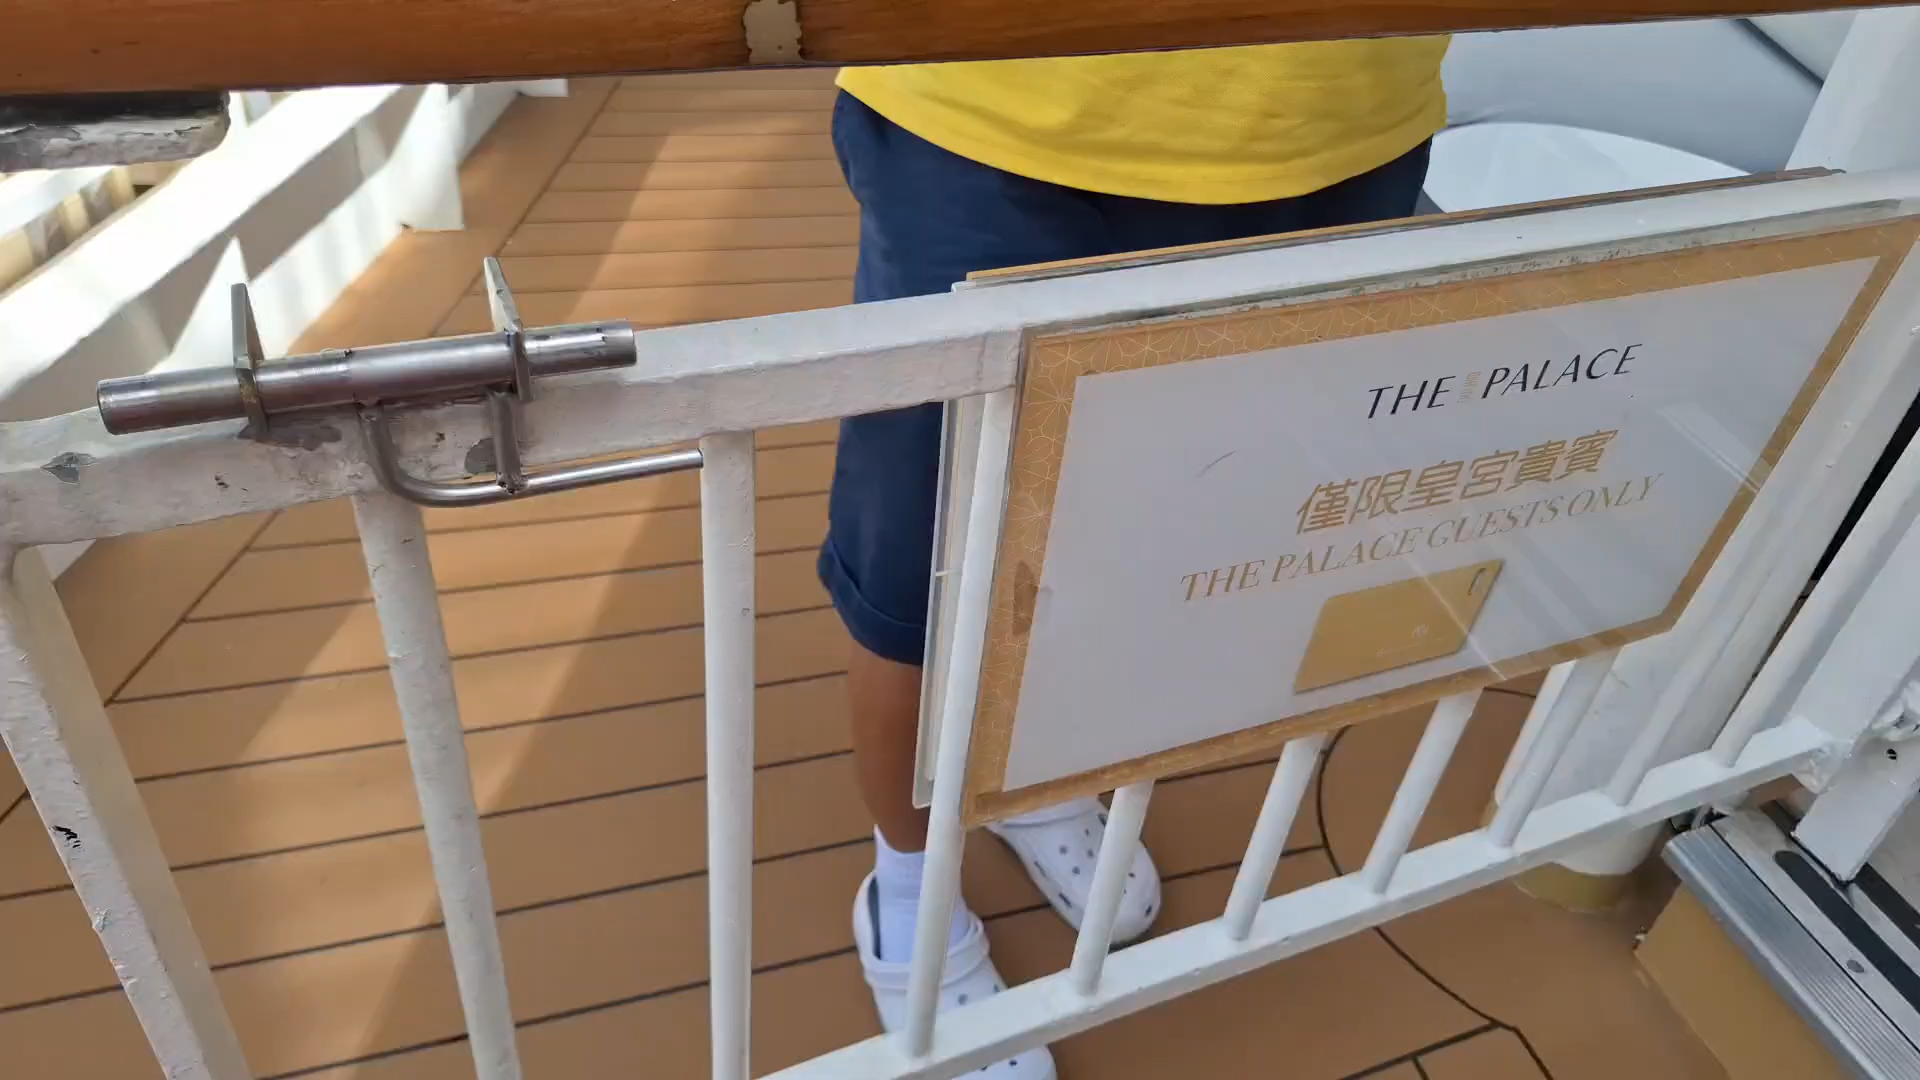 THE PALACE
僅限皇宮貴賓
THE PALACE GUESTS ONLY